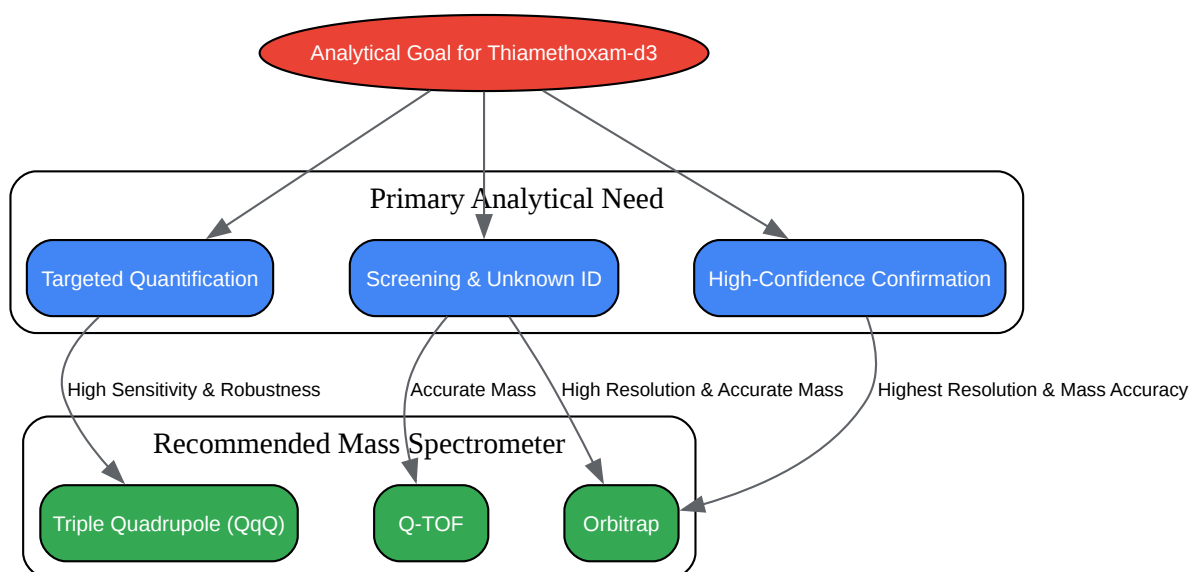 Analytical Goal for Thiamethoxam-d3
Primary Analytical Need
Targeted Quantification
Screening & Unknown ID
High-Confidence Confirmation
High Sensitivity & Robustness
Accurate Mass
High Resolution & Accurate Mass
Highest Resolution & Mass Accuracy
Recommended Mass Spectrometer
Triple Quadrupole (QqQ)
Q-TOF
Orbitrap